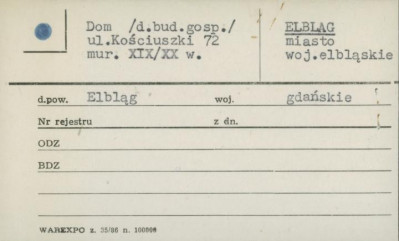 Dom /d.bud.gosp./ ELBLĄG
ul.Kościuszki 72 miasto
mur. XIX/XX w. woj.elbląskie
d.pow. Elbląg woj. gdańskie
Nr rejestru z dn.
ODZ
BDZ
WAREXPO z. 35/86 n. 100000